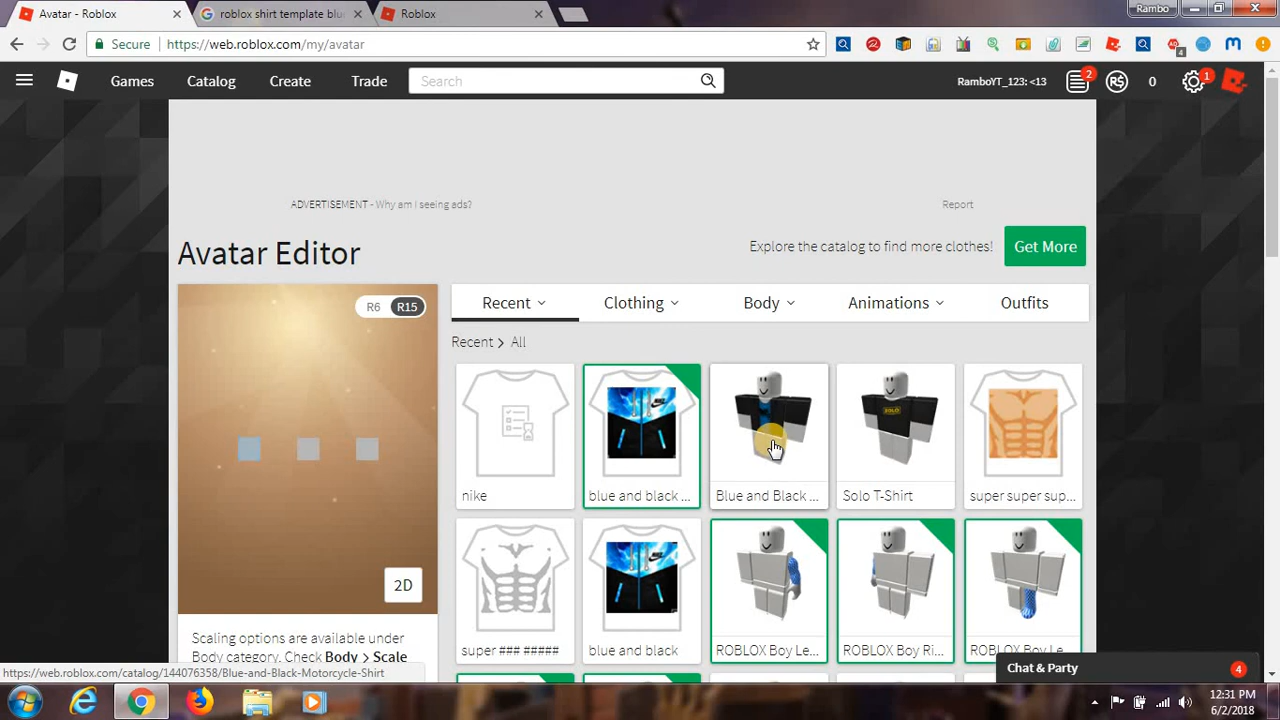 Avatar - Roblox
roblox shirt template blu
Roblox
Rambo
Secure
https://web.roblox.com/my/avatar
4
Games
Catalog
Create
Trade
Search
RamboYT_123: <13
2
R$
0
1
ADVERTISEMENT - Why am I seeing ads?
Report
Avatar Editor
Explore the catalog to find more clothes!
Get More
R6
R15
Recent
Clothing
Body
Animations
Outfits
Recent > All
SOLO
nike
blue and black ...
Blue and Black ...
Solo T-Shirt
super super sup...
2D
super ### #####
blue and black
ROBLOX Boy Le...
ROBLOX Boy Ri...
ROBLOX Boy Le...
Scaling options are available under
Body category. Check Body > Scale
https://web.roblox.com/catalog/144076358/Blue-and-Black-Motorcycle-Shirt
Chat & Party
4
12:31 PM
6/2/2018